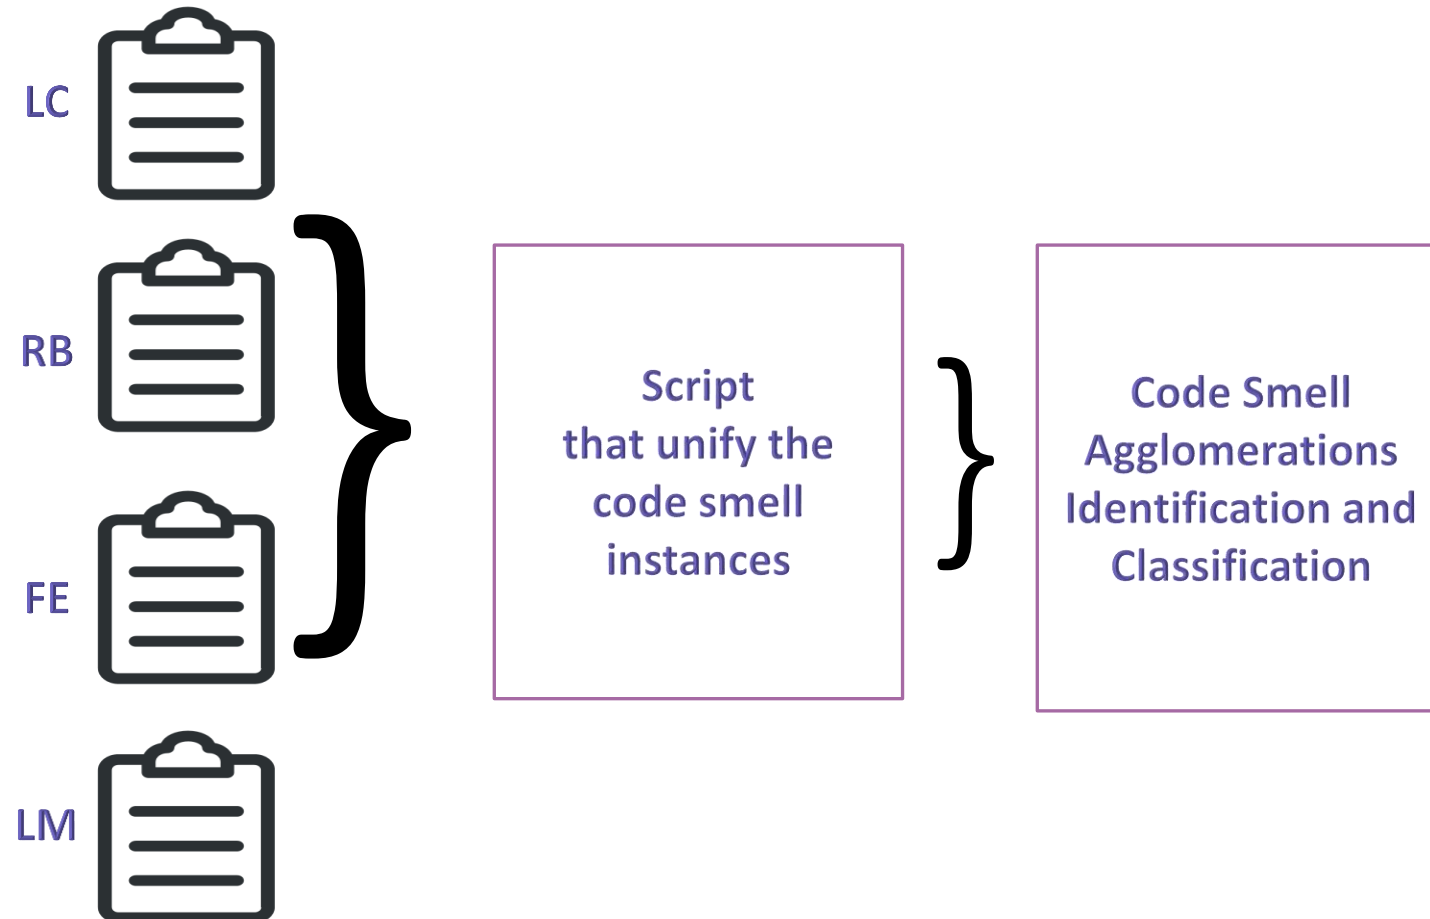 LC
RB
FE
LM
Script
that unify the
code smell
instances
Code Smell
Agglomerations
Identification and
Classification